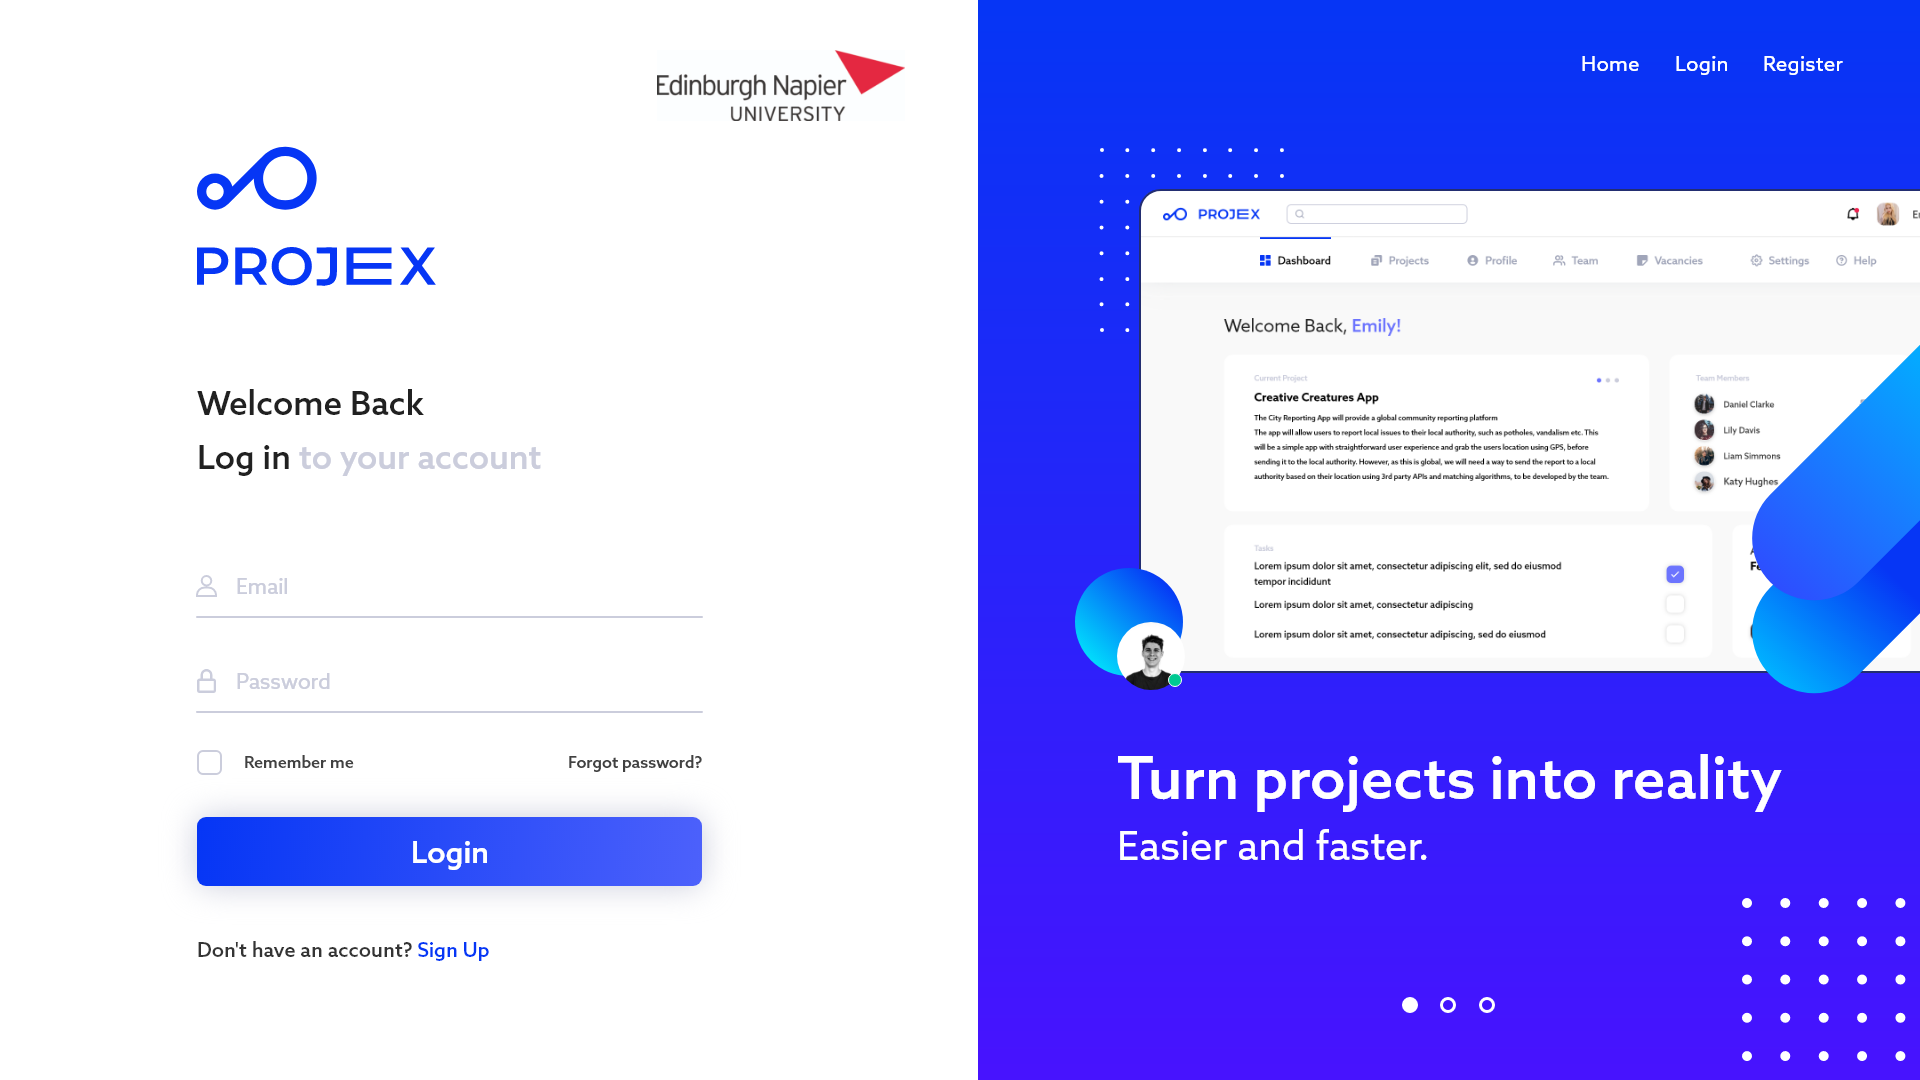 Edinburgh Napier
UNIVERSITY
PROJEX
Welcome Back
Log in to your account
Email
Password
Remember me
Forgot password?
Login
Don't have an account? Sign Up
Home
Login
Register
PROJEX
Dashboard
Projects
Profile
Team
Vacancies
Settings
Help
Welcome Back, Emily!
Current Project
Creative Creatures App
The City Reporting App will provide a global community reporting platform
The app will allow users to report local issues to their local authority, such as potholes, vandalism etc. This
will be a simple app with straightforward user experience and grab the users location using GPS, before
sending it to the local authority. However, as this is global, we will need a way to send the report to a local
authority based on their location using 3rd party APIs and matching algorithms, to be developed by the team.
Team Members
Daniel Clarke
Lily Davis
Liam Simmons
Katy Hughes
Tasks
Lorem ipsum dolor sit amet, consectetur adipiscing elit, sed do eiusmod
tempor incididunt
Lorem ipsum dolor sit amet, consectetur adipiscing
Lorem ipsum dolor sit amet, consectetur adipiscing, sed do eiusmod
Turn projects into reality
Easier and faster.